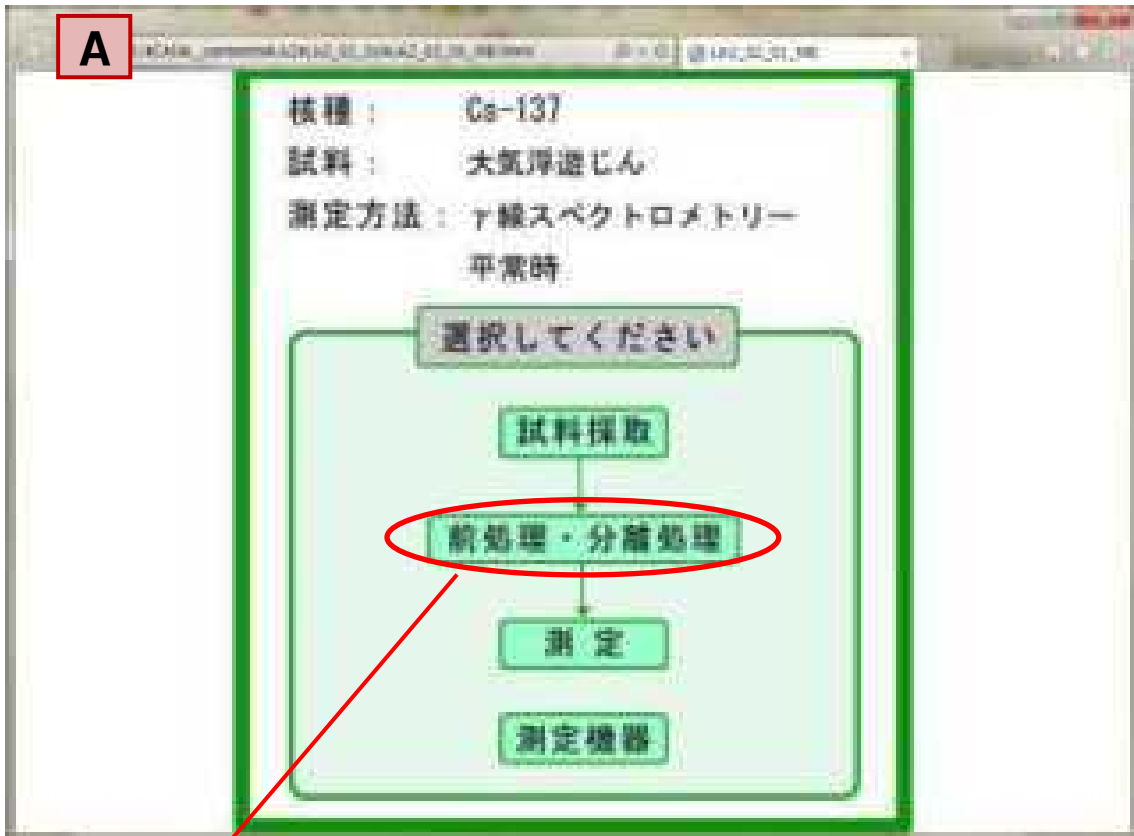 A
核種： Cs-137
試料： 大気浮遊じん
測定方法： γ線スペクトロメトリー
平常時
選択してください
試料採取
前処理・分離処理
測 定
測定機器